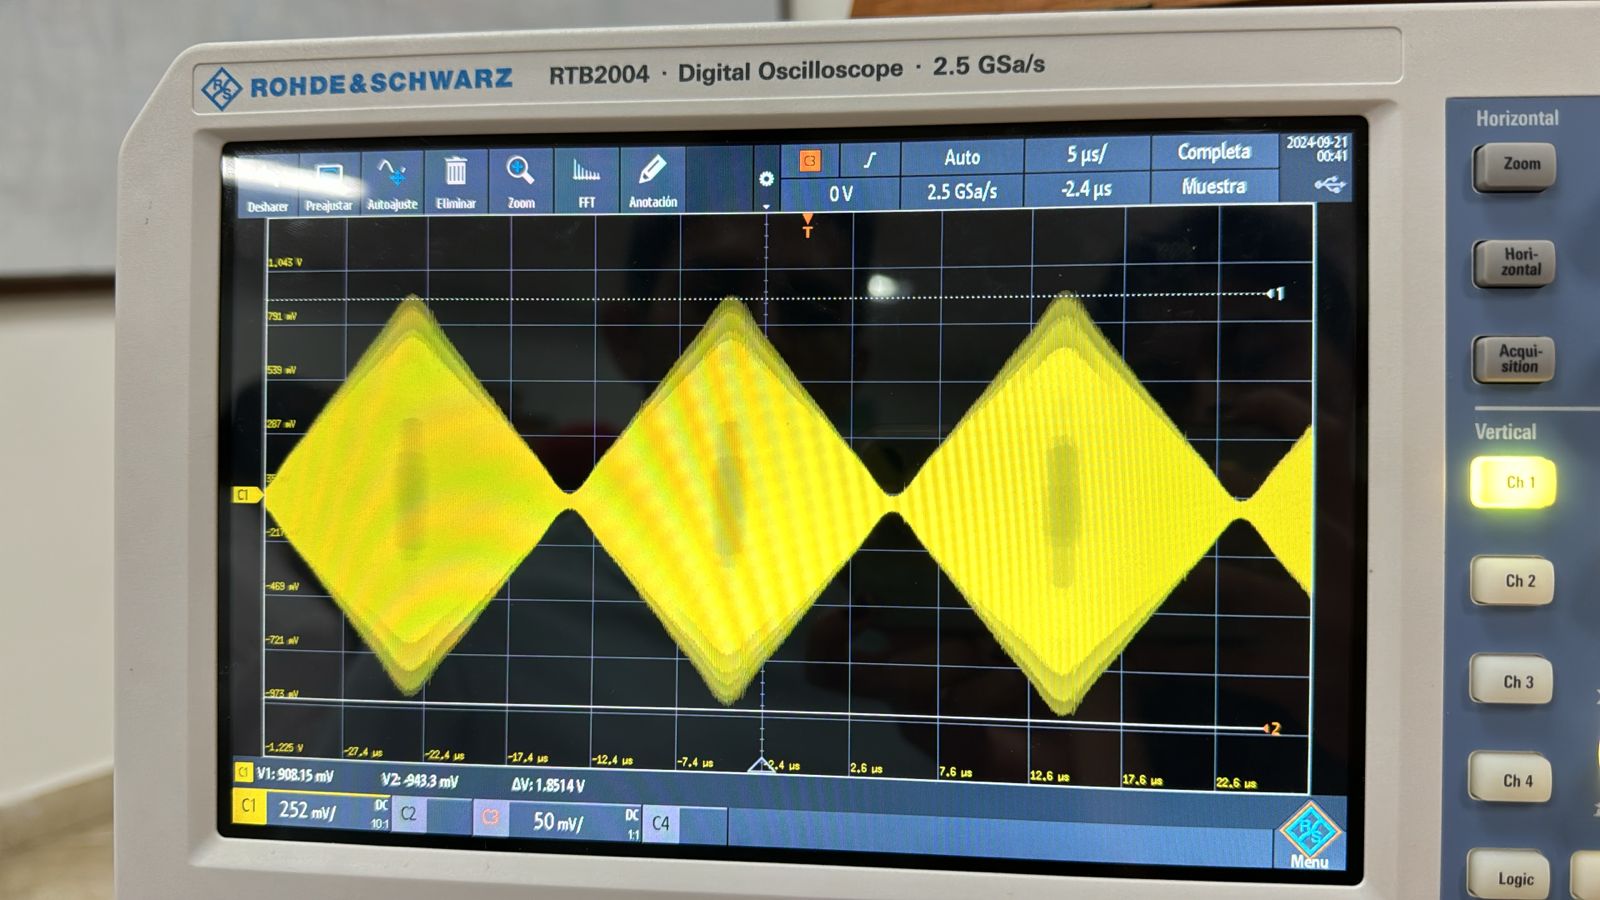 ROHDE&SCHWARZ RTB2004 · Digital Oscilloscope · 2.5 GSa/s
Horizontal
2024-09-21
00:41
Deshacer Preajustar Autoajuste Eliminar Zoom FFT Anotación
C3 Auto 5 µs/ Completa
0 V 2.5 GSa/s -2.4 µs Muestra
T
Zoom
Hori-
zontal
Acqui-
sition
Vertical
Ch 1
Ch 2
Ch 3
Ch 4
Logic
1.043 V
1
791 mV
539 mV
287 mV
C1
-469 mV
-721 mV
-973 mV
2
-1.225 V
-27.4 µs -22.4 µs -17.4 µs -12.4 µs -7.4 µs -2.4 µs 2.6 µs 7.6 µs 12.6 µs 17.6 µs 22.6 µs
C1 V1: 908.15 mV V2: -943.3 mV ΔV: 1.8514 V
C1 252 mV/ DC 10:1 C2 C3 50 mV/ DC 1:1 C4
Menu